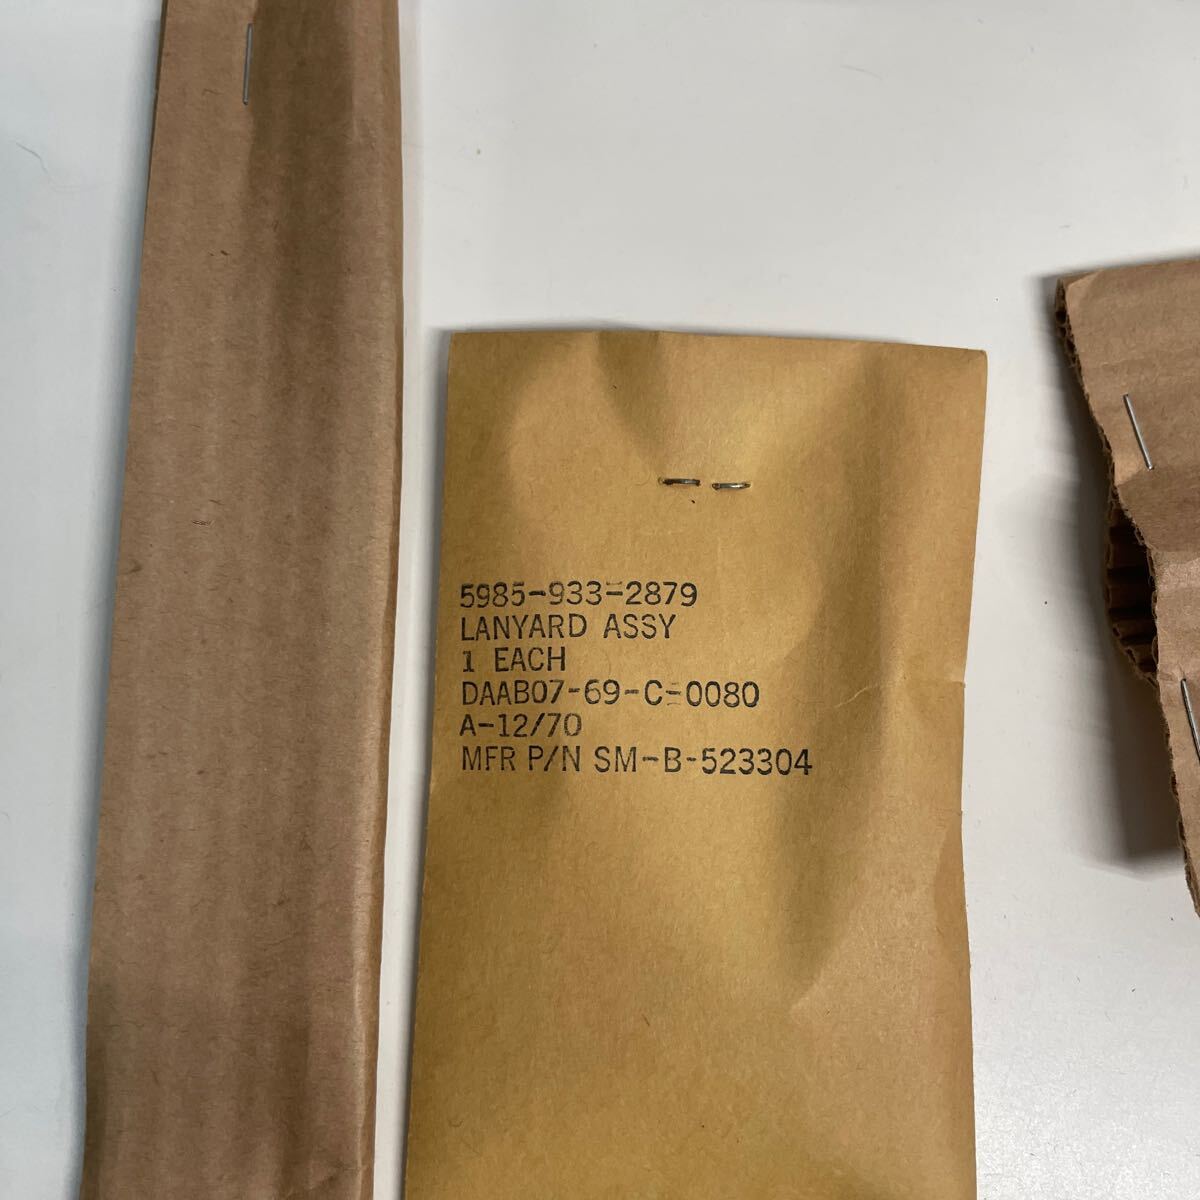 5985-933-2879
LANYARD ASSY
1 EACH
DAAB07-69-C-0080
A-12/70
MFR P/N SM-B-523304